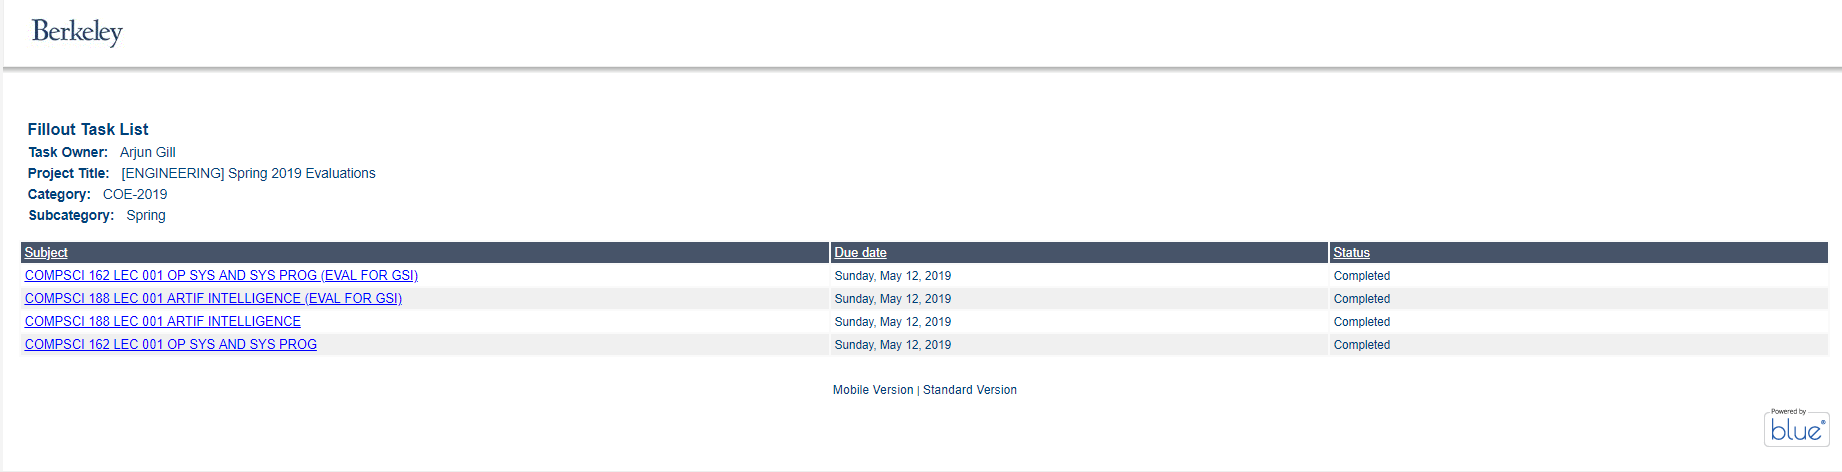 Berkeley
Fillout Task List
Task Owner: Arjun Gill
Project Title: [ENGINEERING] Spring 2019 Evaluations
Category: COE-2019
Subcategory: Spring
Subject Due date Status
COMPSCI 162 LEC 001 OP SYS AND SYS PROG (EVAL FOR GSI) Sunday, May 12, 2019 Completed
COMPSCI 188 LEC 001 ARTIF INTELLIGENCE (EVAL FOR GSI) Sunday, May 12, 2019 Completed
COMPSCI 188 LEC 001 ARTIF INTELLIGENCE Sunday, May 12, 2019 Completed
COMPSCI 162 LEC 001 OP SYS AND SYS PROG Sunday, May 12, 2019 Completed
Mobile Version | Standard Version
Powered by
blue®